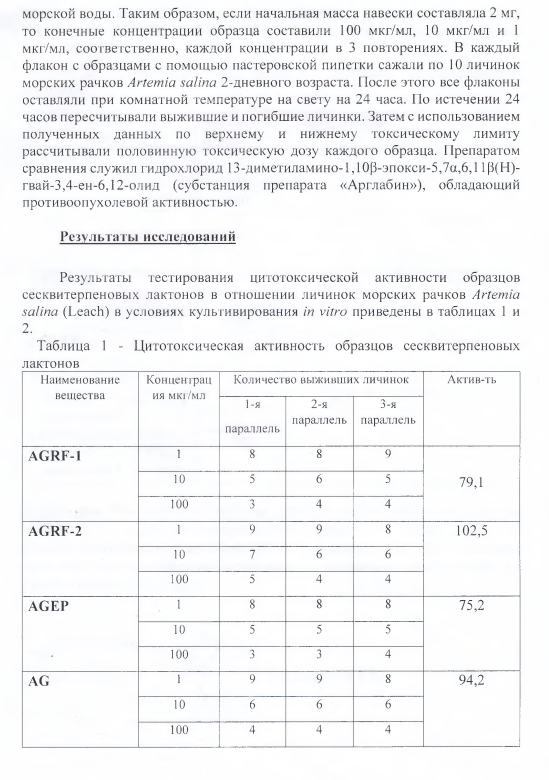 морской воды. Таким образом, если начальная масса навески составляла 2 мг,
то конечные концентрации образца составили 100 мкг/мл, 10 мкг/мл и 1
мкг/мл, соответственно, каждой концентрации в 3 повторениях. В каждый
флакон с образцами с помощью пастеровской пипетки сажали по 10 личинок
морских рачков Artemia salina 2-дневного возраста. После этого все флаконы
оставляли при комнатной температуре на свету на 24 часа. По истечении 24
часов пересчитывали выжившие и погибшие личинки. Затем с использованием
полученных данных по верхнему и нижнему токсическому лимиту
рассчитывали половинную токсическую дозу каждого образца. Препаратом
сравнения служил гидрохлорид 13-диметиламино-1,10β-эпокси-5,7α,6,11β(Н)-
гвай-3,4-ен-6,12-олид (субстанция препарата «Арглабин»), обладающий
противоопухолевой активностью.
Результаты исследований
Результаты тестирования цитотоксической активности образцов
сесквитерпеновых лактонов в отношении личинок морских рачков Artemia
salina (Leach) в условиях культивирования in vitro приведены в таблицах 1 и
2.
Таблица 1 - Цитотоксическая активность образцов сесквитерпеновых
лактонов
Наименование вещества Концентрац ия мкг/мл Количество выживших личинок Актив-ть
1-я параллель 2-я параллель 3-я параллель
AGRF-1 1 8 8 9 79,1
10 5 6 5
100 3 4 4
AGRF-2 1 9 9 8 102,5
10 7 6 6
100 5 4 4
AGEP 1 8 8 8 75,2
10 5 5 5
100 3 3 4
AG 1 9 9 8 94,2
10 6 6 6
100 4 4 4